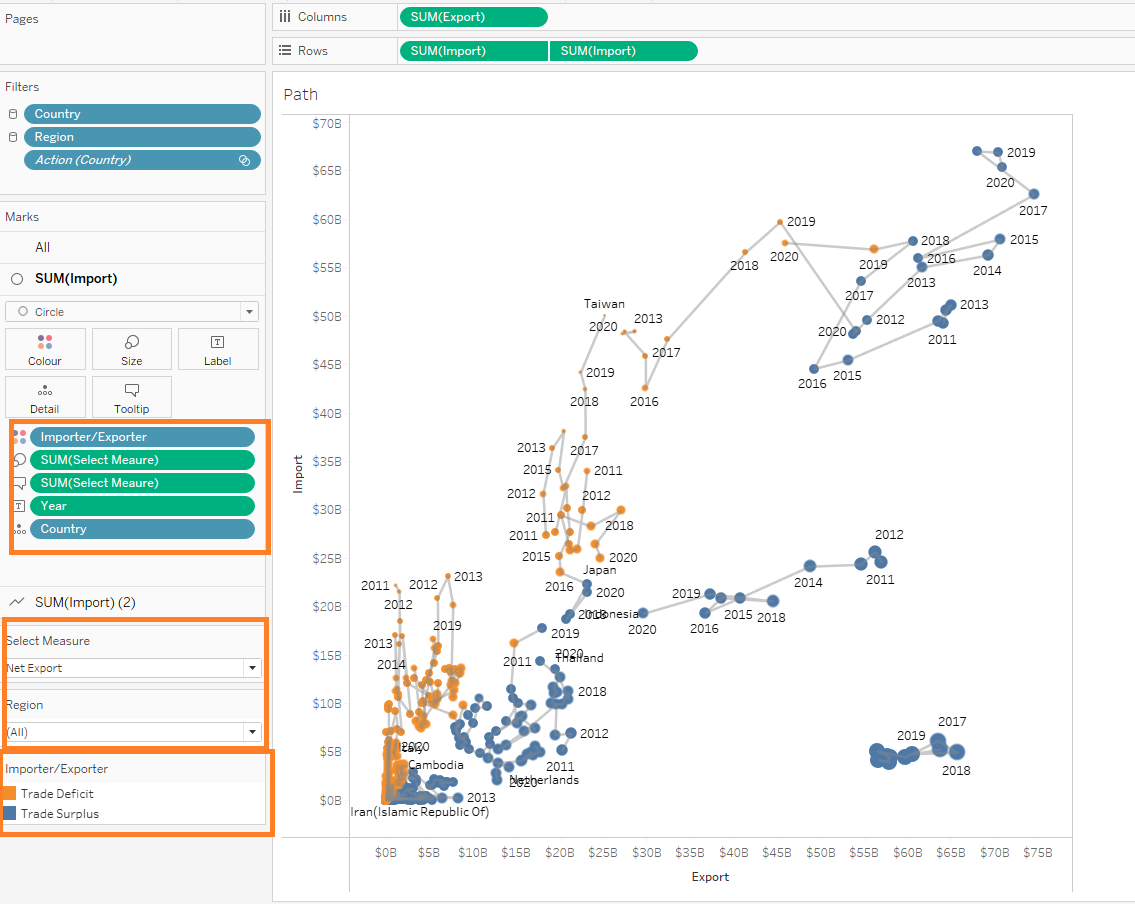 Pages
Columns
SUM(Export)
Rows
SUM(Import)
SUM(Import)
Filters
Country
Region
Action (Country)
Marks
All
SUM(Import)
Circle
Colour
Size
Label
Detail
Tooltip
Importer/Exporter
SUM(Select Meaure)
SUM(Select Meaure)
Year
Country
SUM(Import) (2)
Select Measure
Net Export
Region
(All)
Importer/Exporter
Trade Deficit
Trade Surplus
Path
$70B
$65B
$60B
$55B
$50B
$45B
$40B
$35B
$30B
$25B
$20B
$15B
$10B
$5B
$0B
Import
2019
2020
2017
2019
2018
2020
2019
2018
2016
2015
2014
2013
2017
2013
2012
2020
2011
2015
2016
Taiwan
2020
2013
2017
2019
2018
2016
2013
2017
2015
2011
2012
2012
2011
2018
2011
2015
2020
2016
Japan
2020
2018
Indonesia
2019
2011
2020
Thailand
2018
2012
2011
Netherlands
2020
2012
2011
2014
2019
2015
2018
2016
2020
2011
2012
2013
2012
2019
2013
2014
2020
Italy
Cambodia
2013
Iran(Islamic Republic Of)
2017
2019
2018
$0B
$5B
$10B
$15B
$20B
$25B
$30B
$35B
$40B
$45B
$50B
$55B
$60B
$65B
$70B
$75B
Export